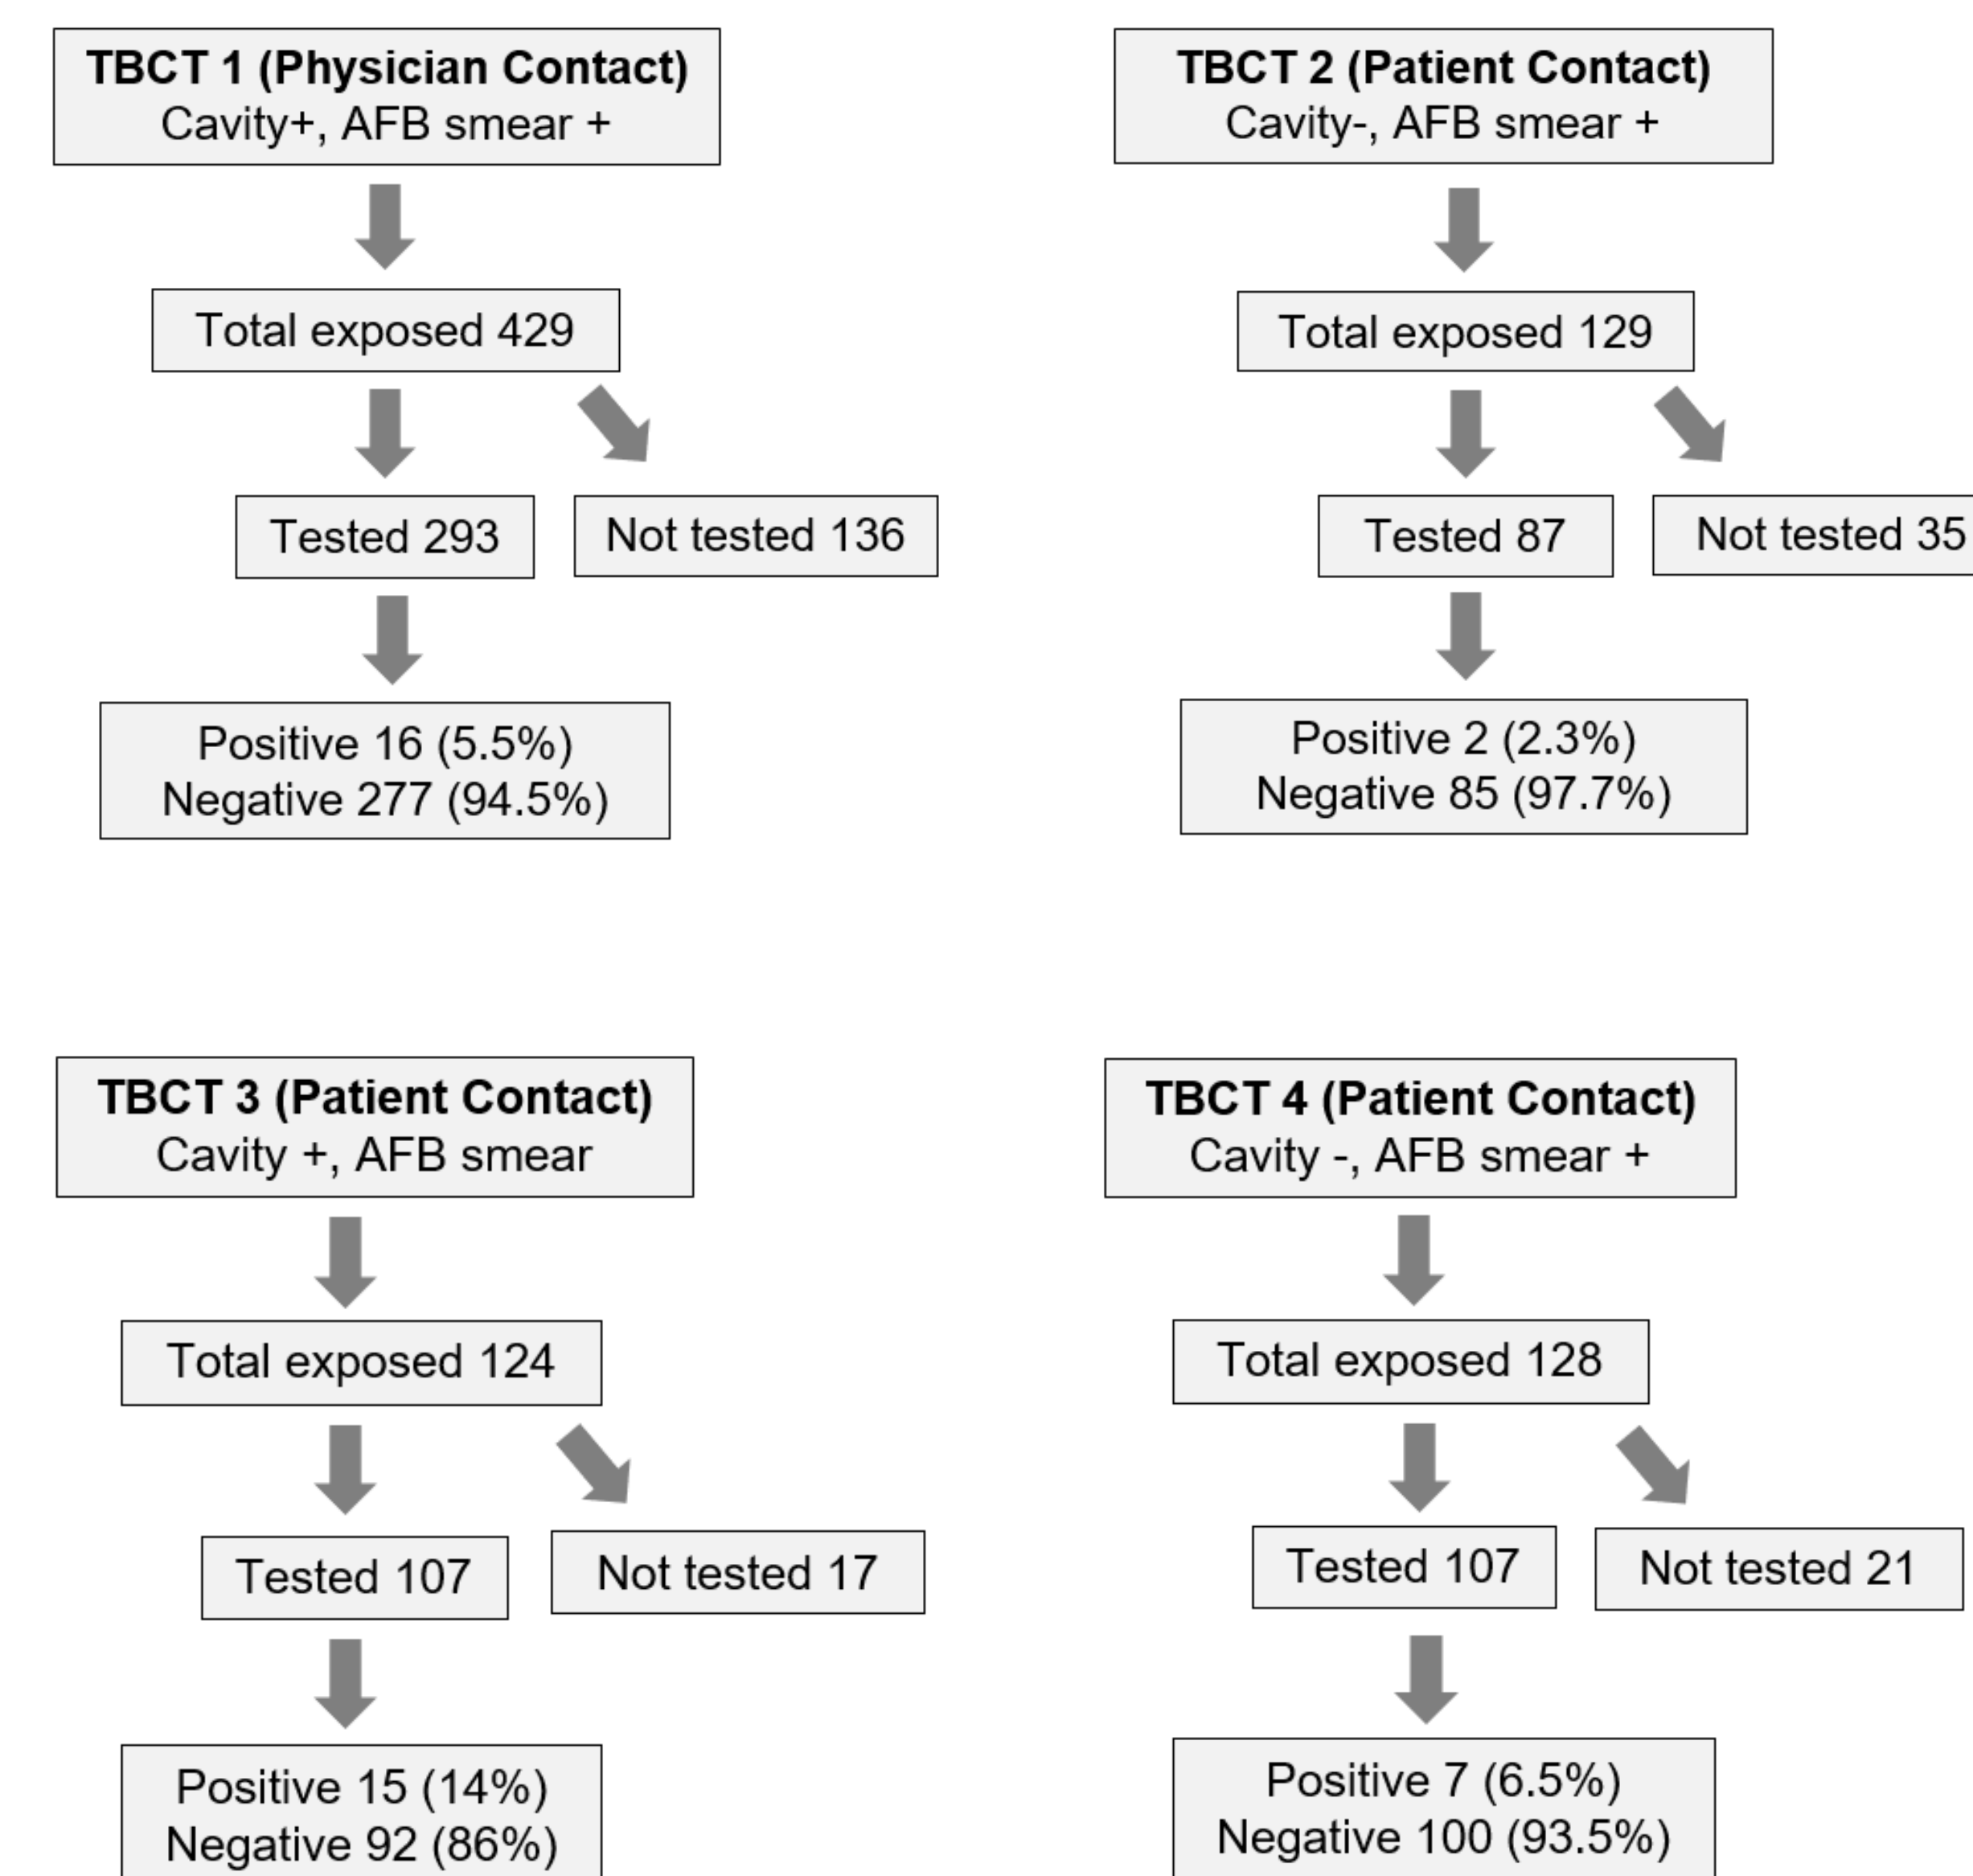 TBCT 1 (Physician Contact)
Cavity+, AFB smear +
Total exposed 429
Tested 293
Not tested 136
Positive 16 (5.5%)
Negative 277 (94.5%)
TBCT 2 (Patient Contact)
Cavity-, AFB smear +
Total exposed 129
Tested 87
Not tested 35
Positive 2 (2.3%)
Negative 85 (97.7%)
TBCT 3 (Patient Contact)
Cavity +, AFB smear
Total exposed 124
Tested 107
Not tested 17
Positive 15 (14%)
Negative 92 (86%)
TBCT 4 (Patient Contact)
Cavity -, AFB smear +
Total exposed 128
Tested 107
Not tested 21
Positive 7 (6.5%)
Negative 100 (93.5%)